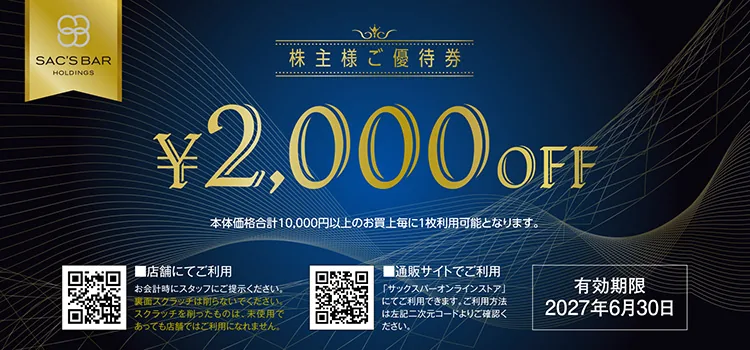 SAC'S BAR
HOLDINGS
株主様ご優待券
¥2,000OFF
本体価格合計10,000円以上のお買上毎に1枚利用可能となります。
■店舗にてご利用
お会計時にスタッフにご提示ください。
裏面スクラッチは削らないでください。
スクラッチを削ったものは、未使用で
あっても店舗ではご利用になれません。
■通販サイトでご利用
「サックスバーオンラインストア」
にてご利用できます。ご利用方法
は左記二次元コードよりご確認く
ださい。
有効期限
2027年6月30日